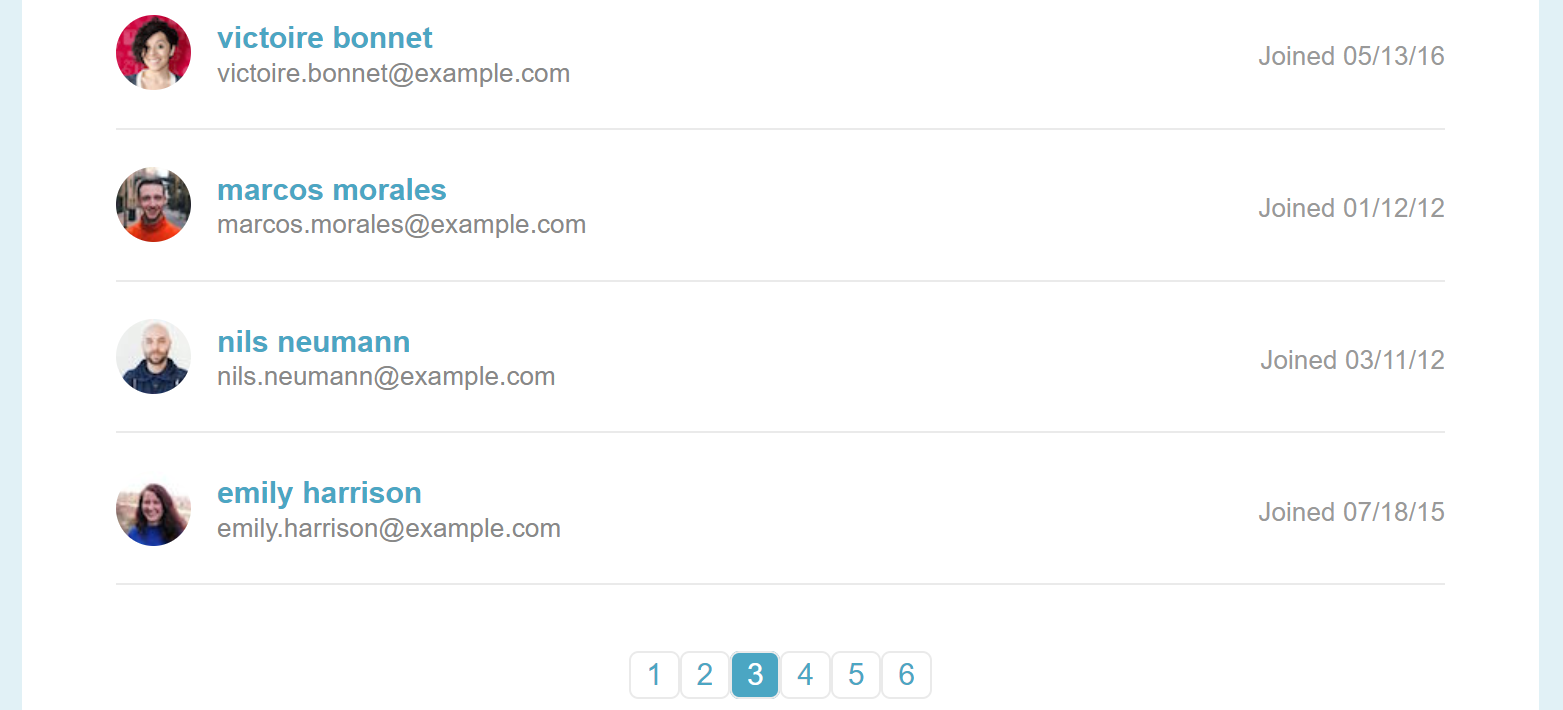 victoire bonnet
victoire.bonnet@example.com
Joined 05/13/16
marcos morales
marcos.morales@example.com
Joined 01/12/12
nils neumann
nils.neumann@example.com
Joined 03/11/12
emily harrison
emily.harrison@example.com
Joined 07/18/15
1 2 3 4 5 6